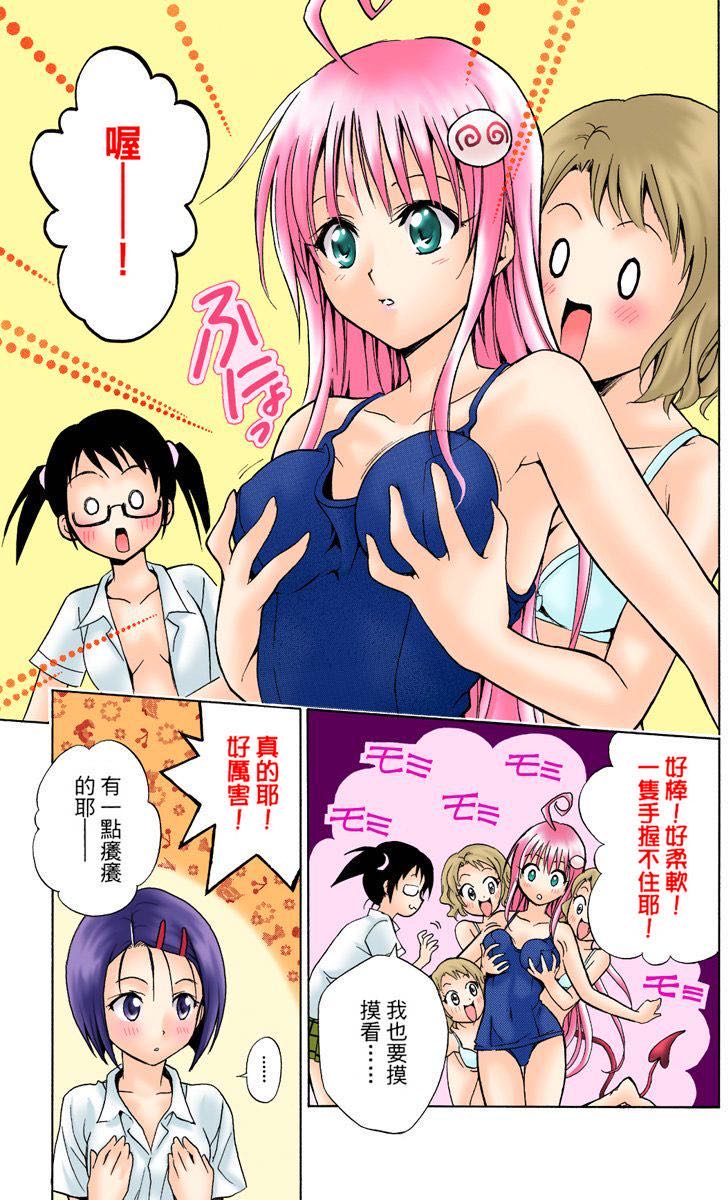 喔——！
ふにょっ
好棒！好柔軟！
一隻手握不住耶！
モミ
モミ
モミ
モミ
モミ
我也要摸
摸看……
真的耶！
好厲害！
有一點癢癢
的耶——
……